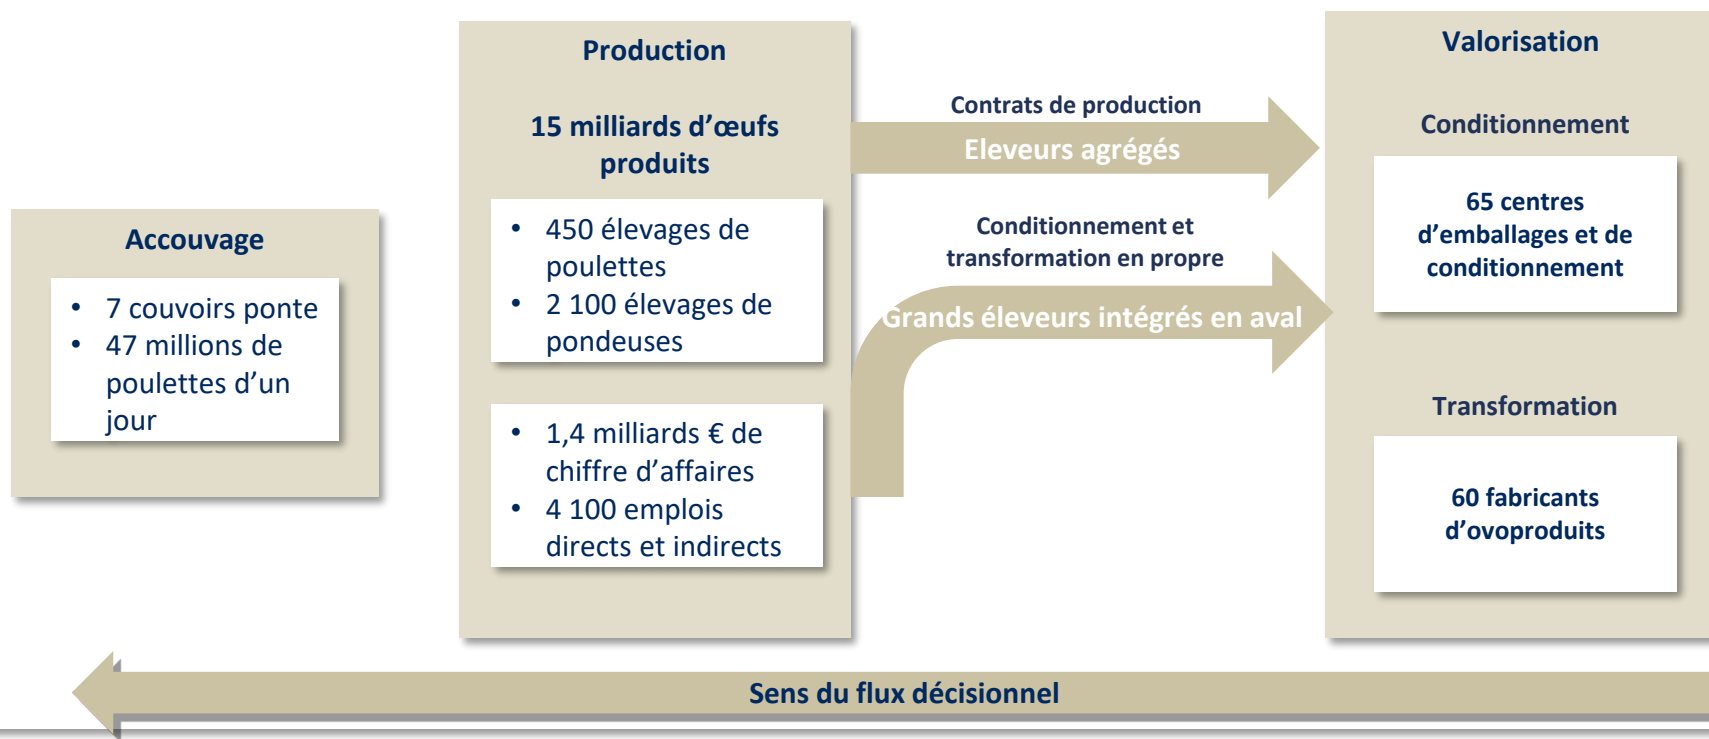 Accouvage
• 7 couvoirs ponte
• 47 millions de
poulettes d'un
jour
Production
15 milliards d'œufs
produits
• 450 élevages de
poulettes
• 2 100 élevages de
pondeuses
• 1,4 milliards € de
chiffre d'affaires
• 4 100 emplois
directs et indirects
Contrats de production
Eleveurs agrégés
Conditionnement et
transformation en propre
Grands éleveurs intégrés en aval
Valorisation
Conditionnement
65 centres
d'emballages et de
conditionnement
Transformation
60 fabricants
d'ovoproduits
Sens du flux décisionnel